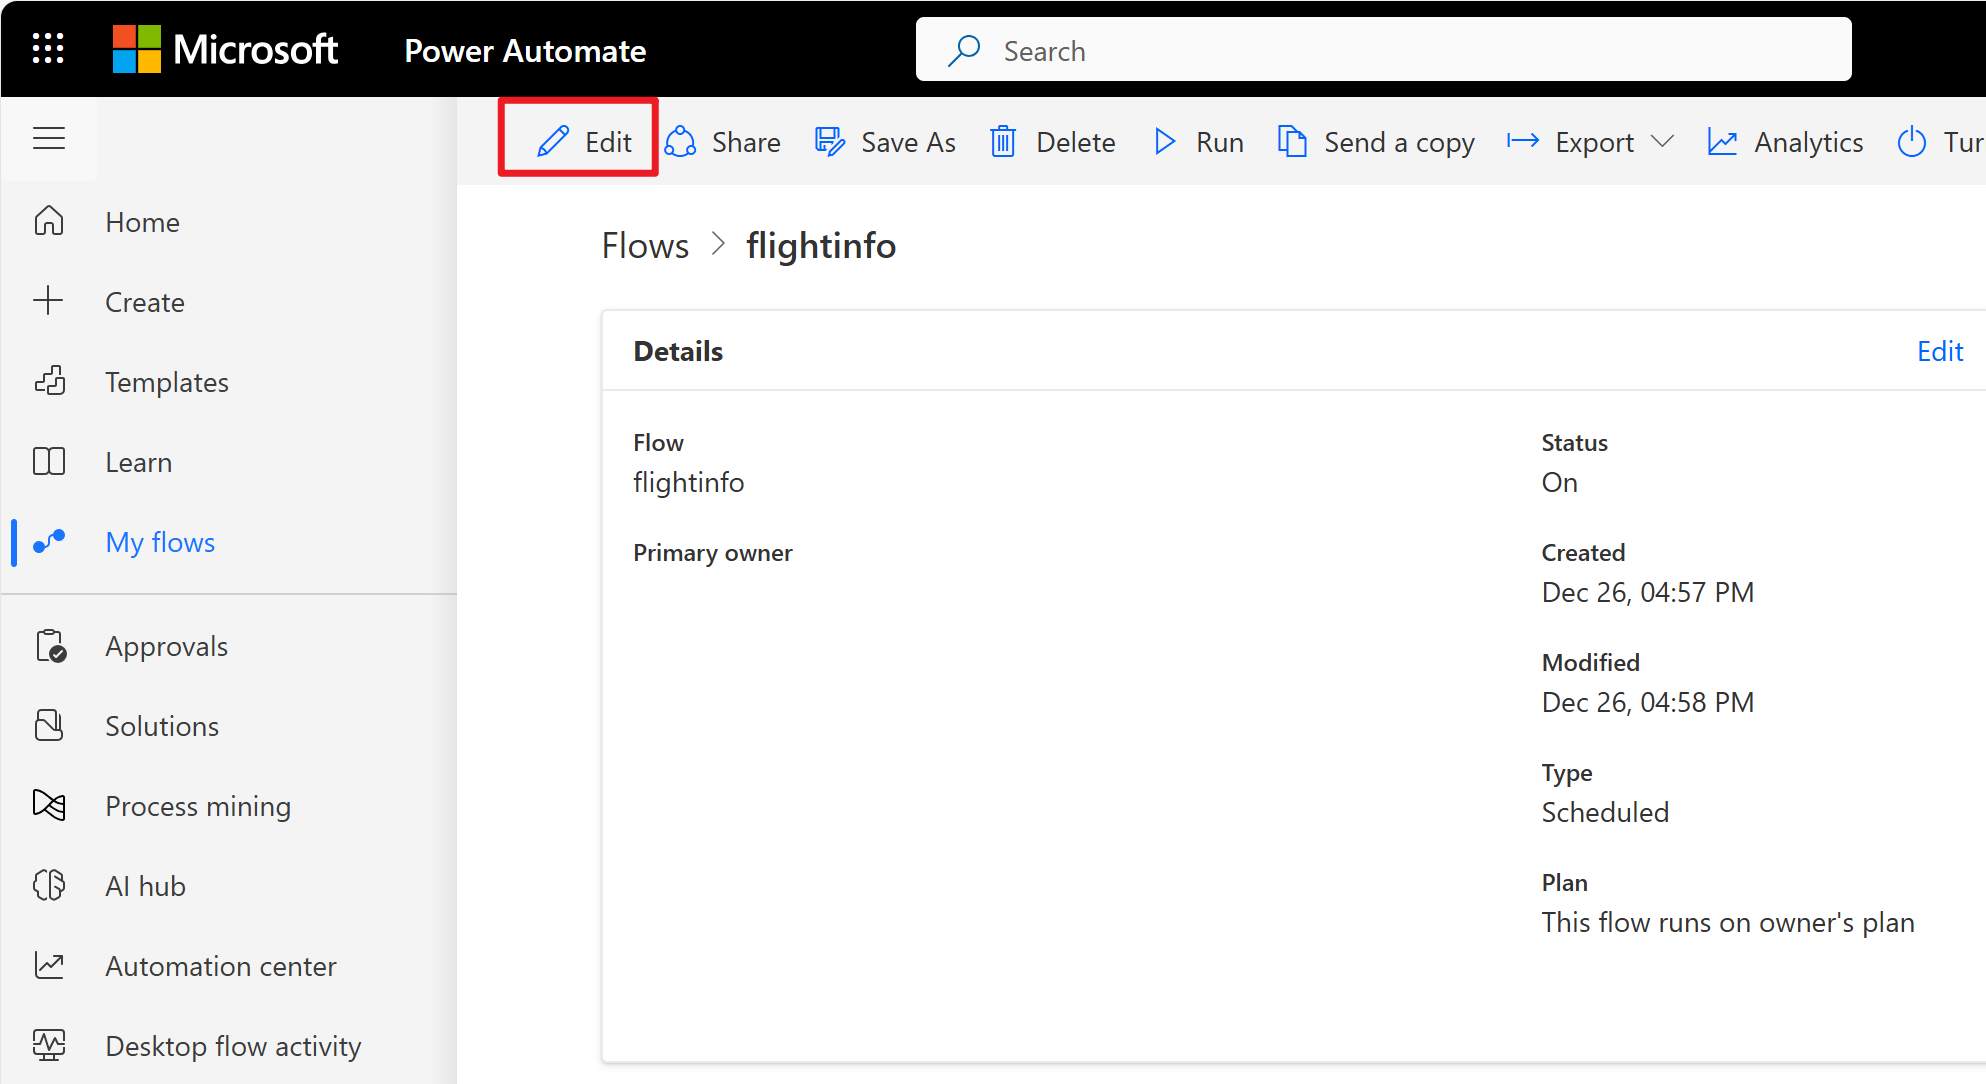 Microsoft Power Automate Search
Edit Share Save As Delete Run Send a copy Export Analytics Tur
Home
Create
Templates
Learn
My flows
Approvals
Solutions
Process mining
AI hub
Automation center
Desktop flow activity
Flows > flightinfo
Details Edit
Flow
flightinfo
Primary owner
Status
On
Created
Dec 26, 04:57 PM
Modified
Dec 26, 04:58 PM
Type
Scheduled
Plan
This flow runs on owner's plan